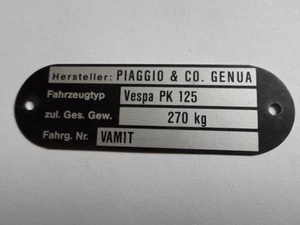 Hersteller: PIAGGIO & CO. GENUA
Fahrzeugtyp Vespa PK 125
zul. Ges. Gew. 270 kg
Fahrg. Nr. VAM1T